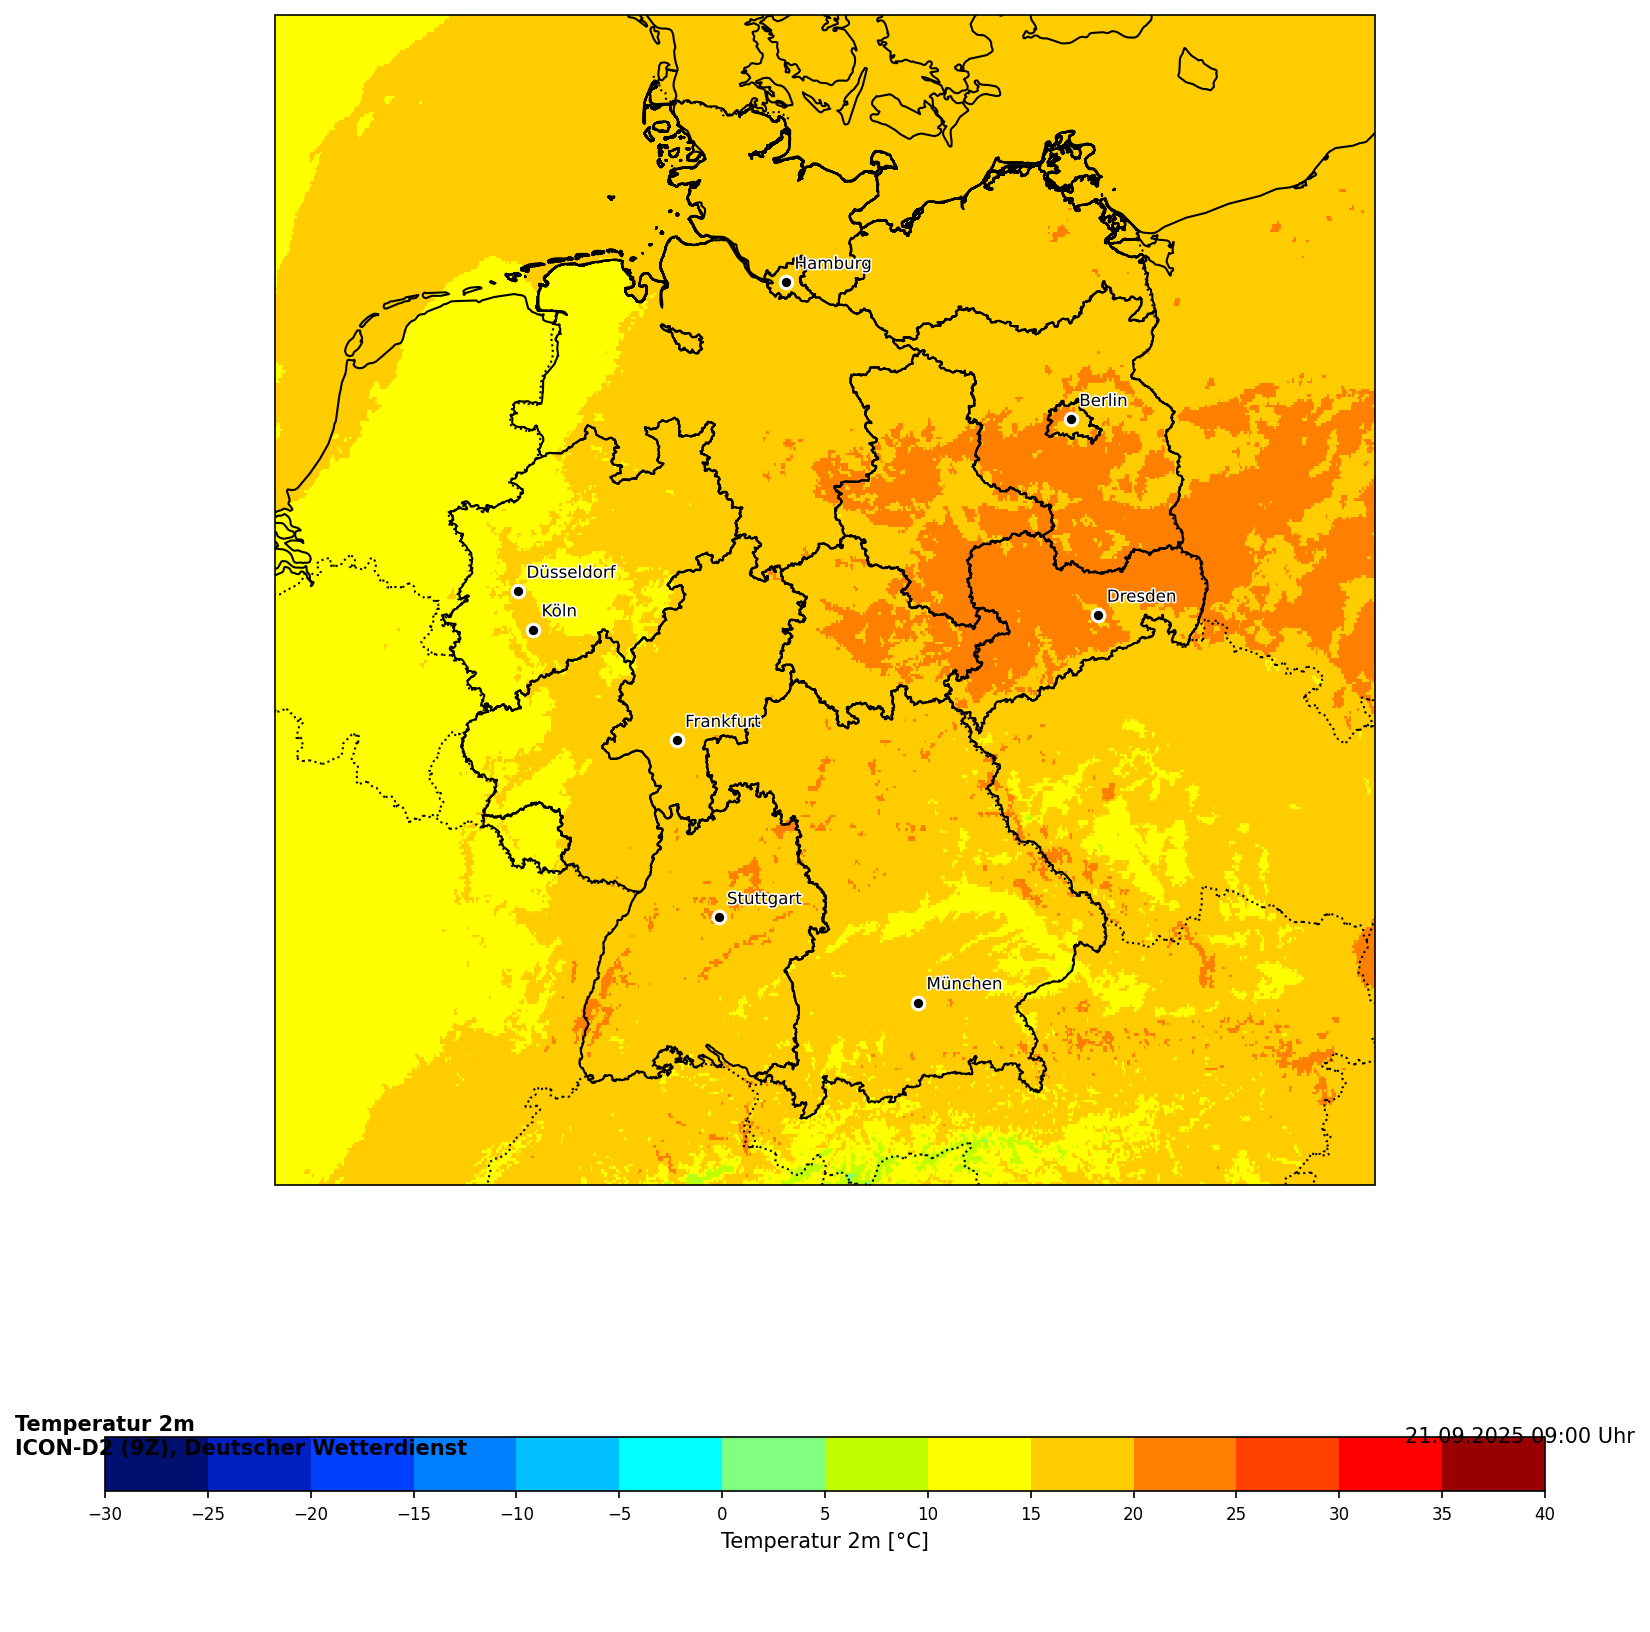 Hamburg
Berlin
Düsseldorf
Köln
Dresden
Frankfurt
Stuttgart
München
Temperatur 2m
ICON-D2 (9Z), Deutscher Wetterdienst
21.09.2025 09:00 Uhr
−30 −25 −20 −15 −10 −5 0 5 10 15 20 25 30 35 40
Temperatur 2m [°C]